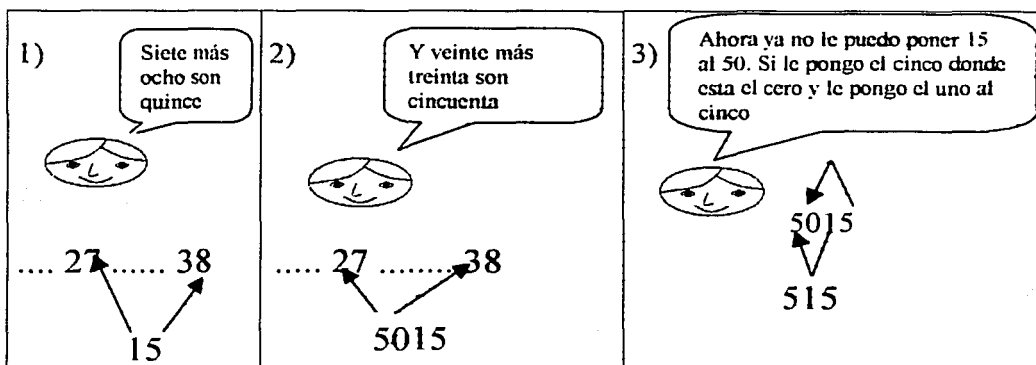 1)
Siete más
ocho son
quince
.... 27 ...... 38
15
2)
Y veinte más
treinta son
cincuenta
..... 27 ........ 38
5015
3)
Ahora ya no le puedo poner 15
al 50. Si le pongo el cinco donde
esta el cero y le pongo el uno al
cinco
5015
515